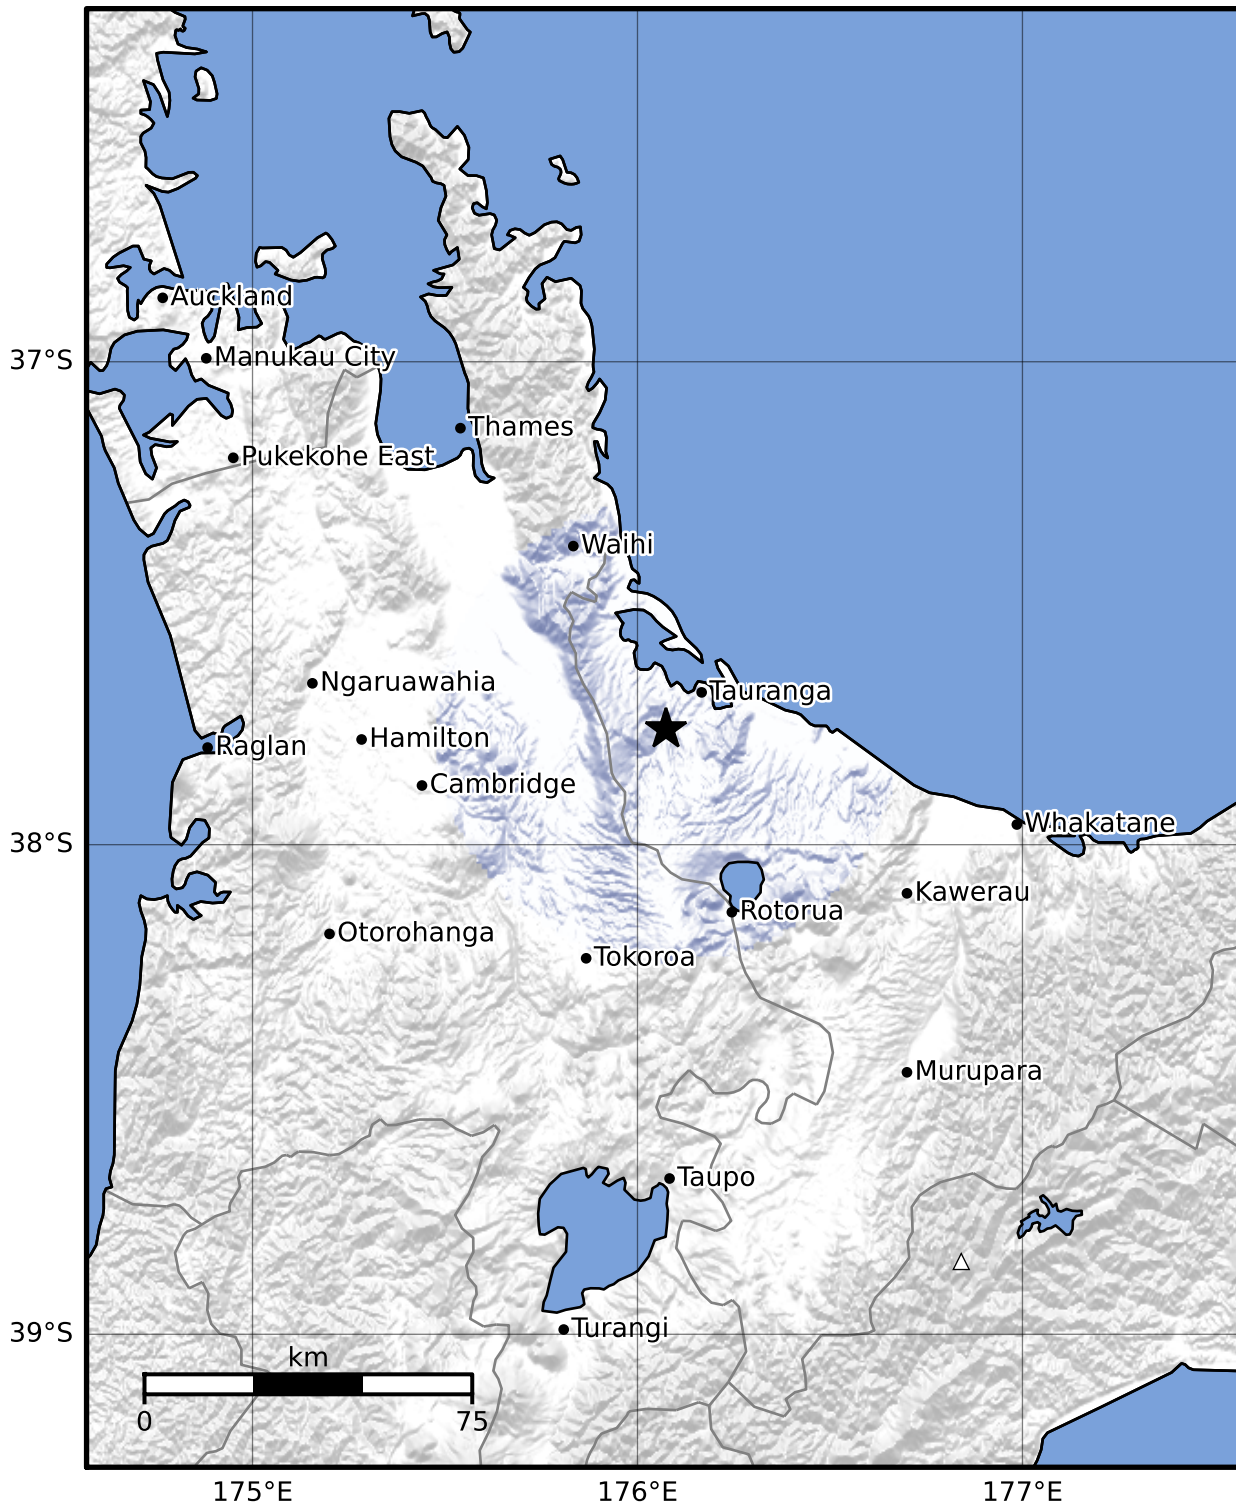 Auckland
37°S
Manukau City
Thames
Pukekohe East
Waihi
Ngaruawahia
Tauranga
Raglan
Hamilton
Cambridge
Whakatane
38°S
Kawerau
Rotorua
Otorohanga
Tokoroa
Murupara
Taupo
39°S
Turangi
km
0
75
175°E
176°E
177°E